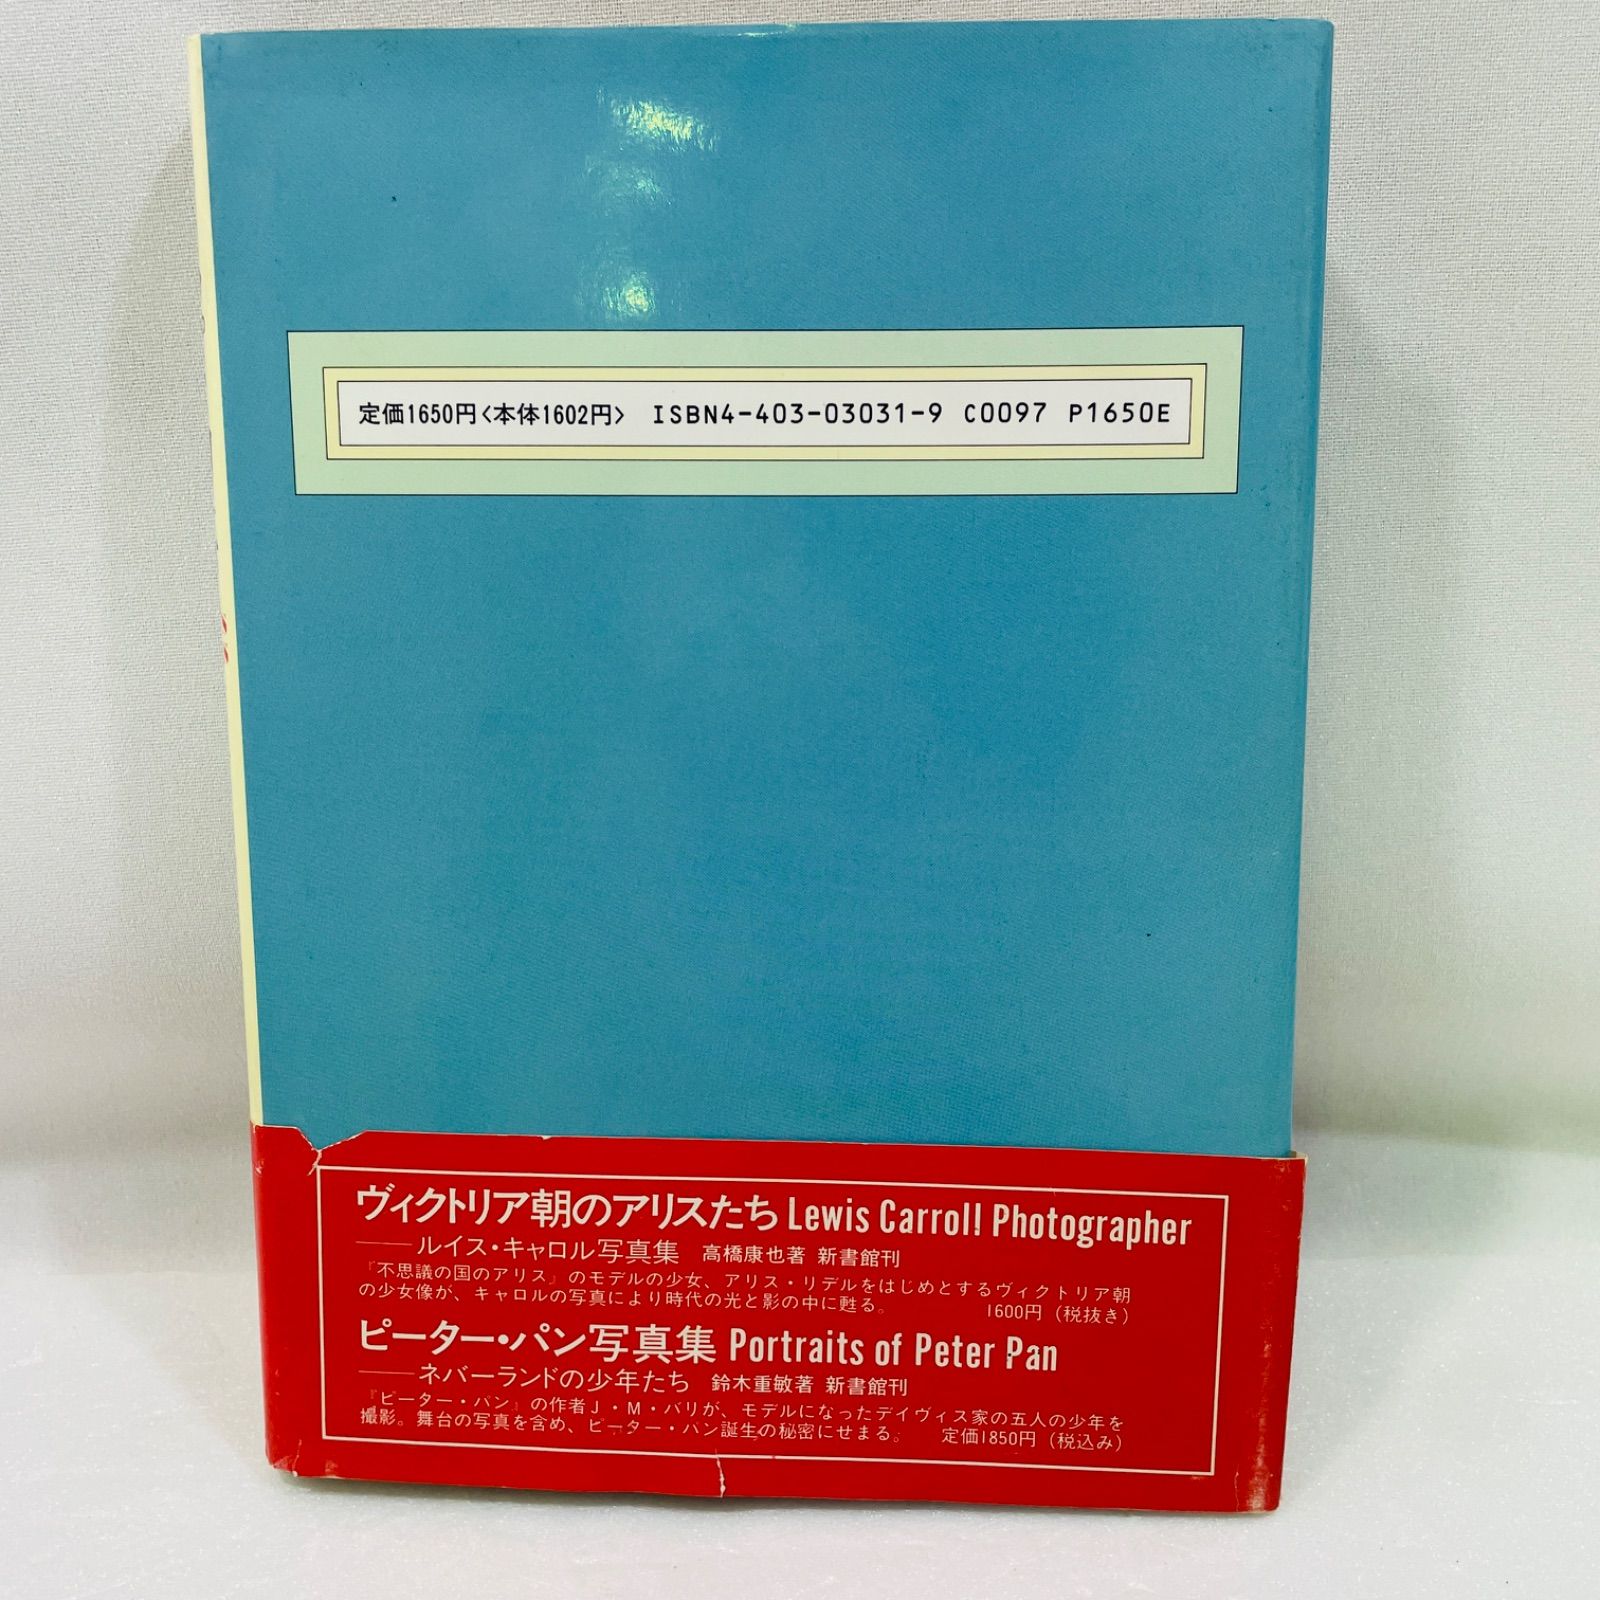 定価1650円〈本体1602円〉 ISBN4-403-03031-9 C0097 P1650E
ヴィクトリア朝のアリスたち Lewis Carroll Photographer
――ルイス・キャロル写真集 高橋康也著 新書館刊
『不思議の国のアリス』のモデルの少女、アリス・リデルをはじめとするヴィクトリア朝
の少女像が、キャロルの写真により時代の光と影の中に甦る。 1600円（税抜き）
ピーター・パン写真集 Portraits of Peter Pan
――ネバーランドの少年たち 鈴木重敏著 新書館刊
『ピーター・パン』の作者J・M・バリが、モデルになったデイヴィス家の五人の少年を
撮影。舞台の写真を含め、ピーター・パン誕生の秘密にせまる。 定価1850円（税込み）